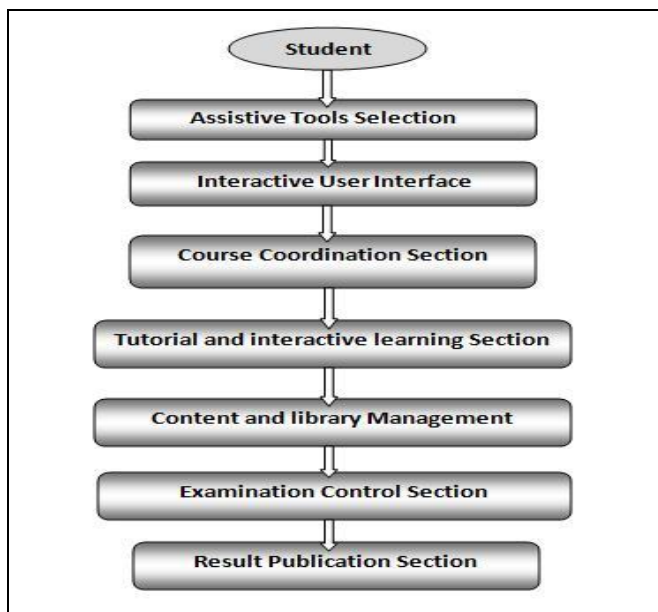 Student
Assistive Tools Selection
Interactive User Interface
Course Coordination Section
Tutorial and interactive learning Section
Content and library Management
Examination Control Section
Result Publication Section